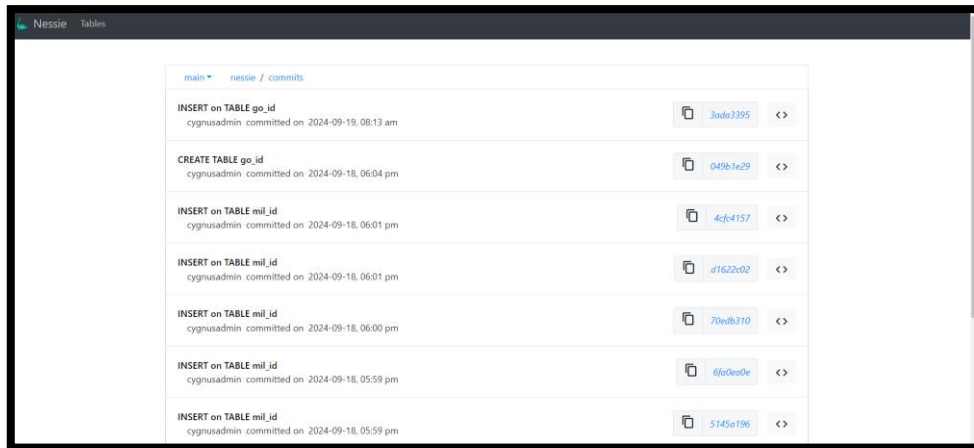 Nessie Tables
main nessie / commits
INSERT on TABLE go_id
cygnusadmin committed on 2024-09-19, 08:13 am
3ada3395 <>
CREATE TABLE go_id
cygnusadmin committed on 2024-09-18, 06:04 pm
049b1e29 <>
INSERT on TABLE mil_id
cygnusadmin committed on 2024-09-18, 06:01 pm
4cfc4157 <>
INSERT on TABLE mil_id
cygnusadmin committed on 2024-09-18, 06:01 pm
d1622c02 <>
INSERT on TABLE mil_id
cygnusadmin committed on 2024-09-18, 06:00 pm
70edb310 <>
INSERT on TABLE mil_id
cygnusadmin committed on 2024-09-18, 05:59 pm
6fa0ea0e <>
INSERT on TABLE mil_id
cygnusadmin committed on 2024-09-18, 05:59 pm
5145a196 <>